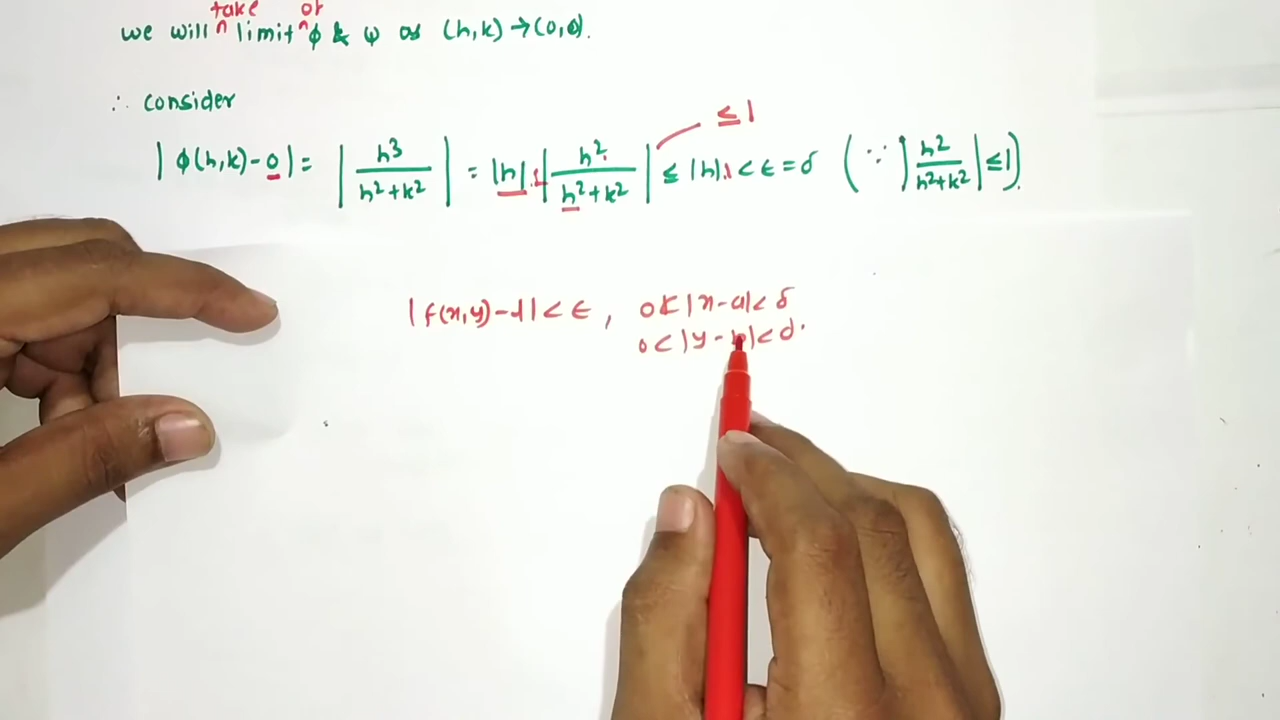 take of
we will ^ limit ^ φ & ψ as (h,k)→(0,0).
∴ consider
≤1
|φ(h,k)-0| = |h³/(h²+k²)| = |h|.|h²/(h²+k²)| ≤ |h|.1 < ε = δ (∵ |h²/(h²+k²)| ≤1).
|f(x,y)-l| < ε, 0<|x-a|<δ
0<|y-b|<δ.